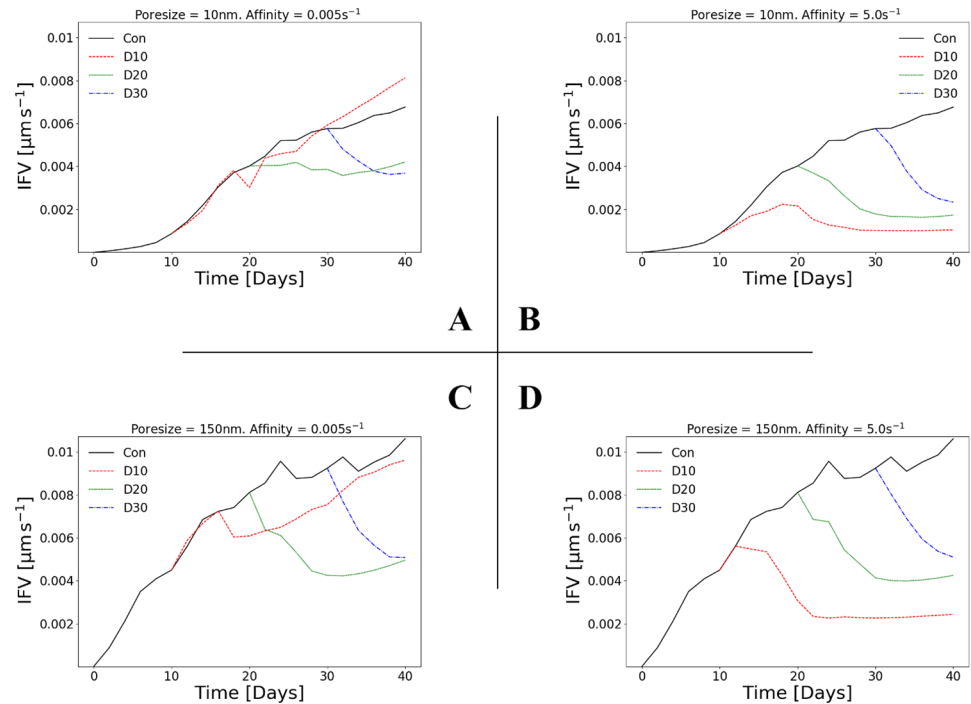 Poresize = 10nm. Affinity = 0.005s⁻¹
IFV [μm s⁻¹]
0.01
0.008
0.006
0.004
0.002
Con
D10
D20
D30
0 10 20 30 40
Time [Days]
Poresize = 10nm. Affinity = 5.0s⁻¹
IFV [μm s⁻¹]
0.01
0.008
0.006
0.004
0.002
Con
D10
D20
D30
0 10 20 30 40
Time [Days]
A B
C D
Poresize = 150nm. Affinity = 0.005s⁻¹
IFV [μm s⁻¹]
0.01
0.008
0.006
0.004
0.002
Con
D10
D20
D30
0 10 20 30 40
Time [Days]
Poresize = 150nm. Affinity = 5.0s⁻¹
IFV [μm s⁻¹]
0.01
0.008
0.006
0.004
0.002
Con
D10
D20
D30
0 10 20 30 40
Time [Days]